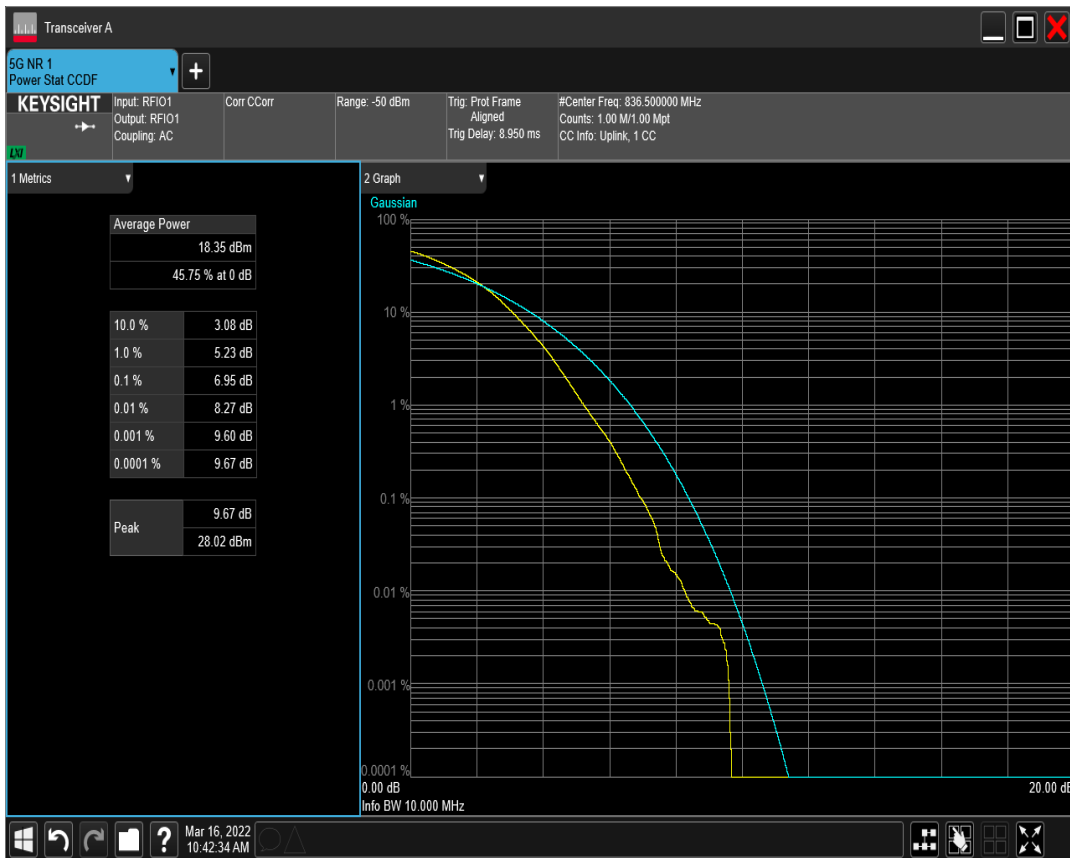 Transceiver A
5G NR 1
Power Stat CCDF
KEYSIGHT
LXI
Input: RFIO1
Output: RFIO1
Coupling: AC
Corr CCorr
Range: -50 dBm
Trig: Prot Frame
Aligned
Trig Delay: 8.950 ms
#Center Freq: 836.500000 MHz
Counts: 1.00 M/1.00 Mpt
CC Info: Uplink, 1 CC
1 Metrics
Average Power
18.35 dBm
45.75 % at 0 dB
10.0 % 3.08 dB
1.0 % 5.23 dB
0.1 % 6.95 dB
0.01 % 8.27 dB
0.001 % 9.60 dB
0.0001 % 9.67 dB
Peak
9.67 dB
28.02 dBm
2 Graph
Gaussian
100 %
10 %
1 %
0.1 %
0.01 %
0.001 %
0.0001 %
0.00 dB 20.00 dB
Info BW 10.000 MHz
?
Mar 16, 2022
10:42:34 AM